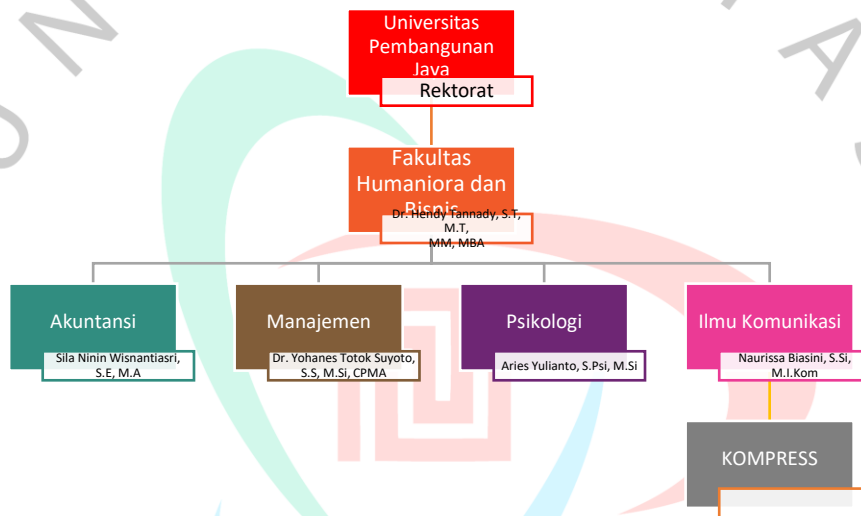 Universitas
Pembangunan
Jaya
Rektorat
Fakultas
Humaniora dan
Bisnis
Dr. Hendy Tannady, S.T,
M.T,
MM, MBA
Akuntansi
Sila Ninin Wisnantiasri,
S.E, M.A
Manajemen
Dr. Yohanes Totok Suyoto,
S.S, M.Si, CPMA
Psikologi
Aries Yulianto, S.Psi, M.Si
Ilmu Komunikasi
Naurissa Biasini, S.Si,
M.I.Kom
KOMPRESS